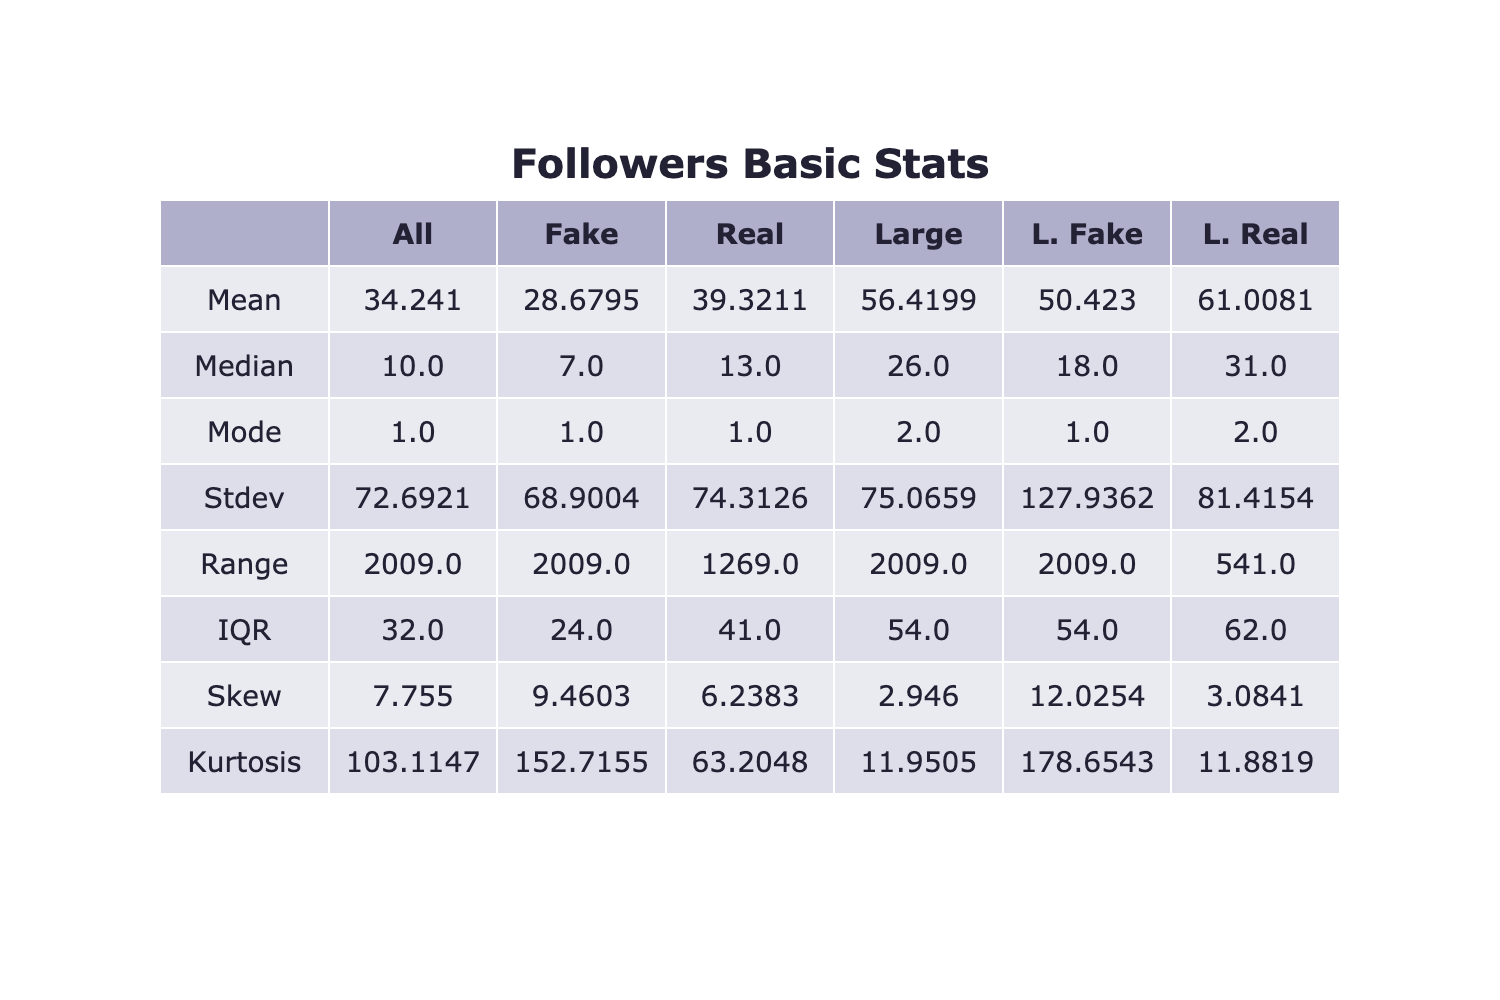 Followers Basic Stats
All Fake Real Large L. Fake L. Real
Mean 34.241 28.6795 39.3211 56.4199 50.423 61.0081
Median 10.0 7.0 13.0 26.0 18.0 31.0
Mode 1.0 1.0 1.0 2.0 1.0 2.0
Stdev 72.6921 68.9004 74.3126 75.0659 127.9362 81.4154
Range 2009.0 2009.0 1269.0 2009.0 2009.0 541.0
IQR 32.0 24.0 41.0 54.0 54.0 62.0
Skew 7.755 9.4603 6.2383 2.946 12.0254 3.0841
Kurtosis 103.1147 152.7155 63.2048 11.9505 178.6543 11.8819